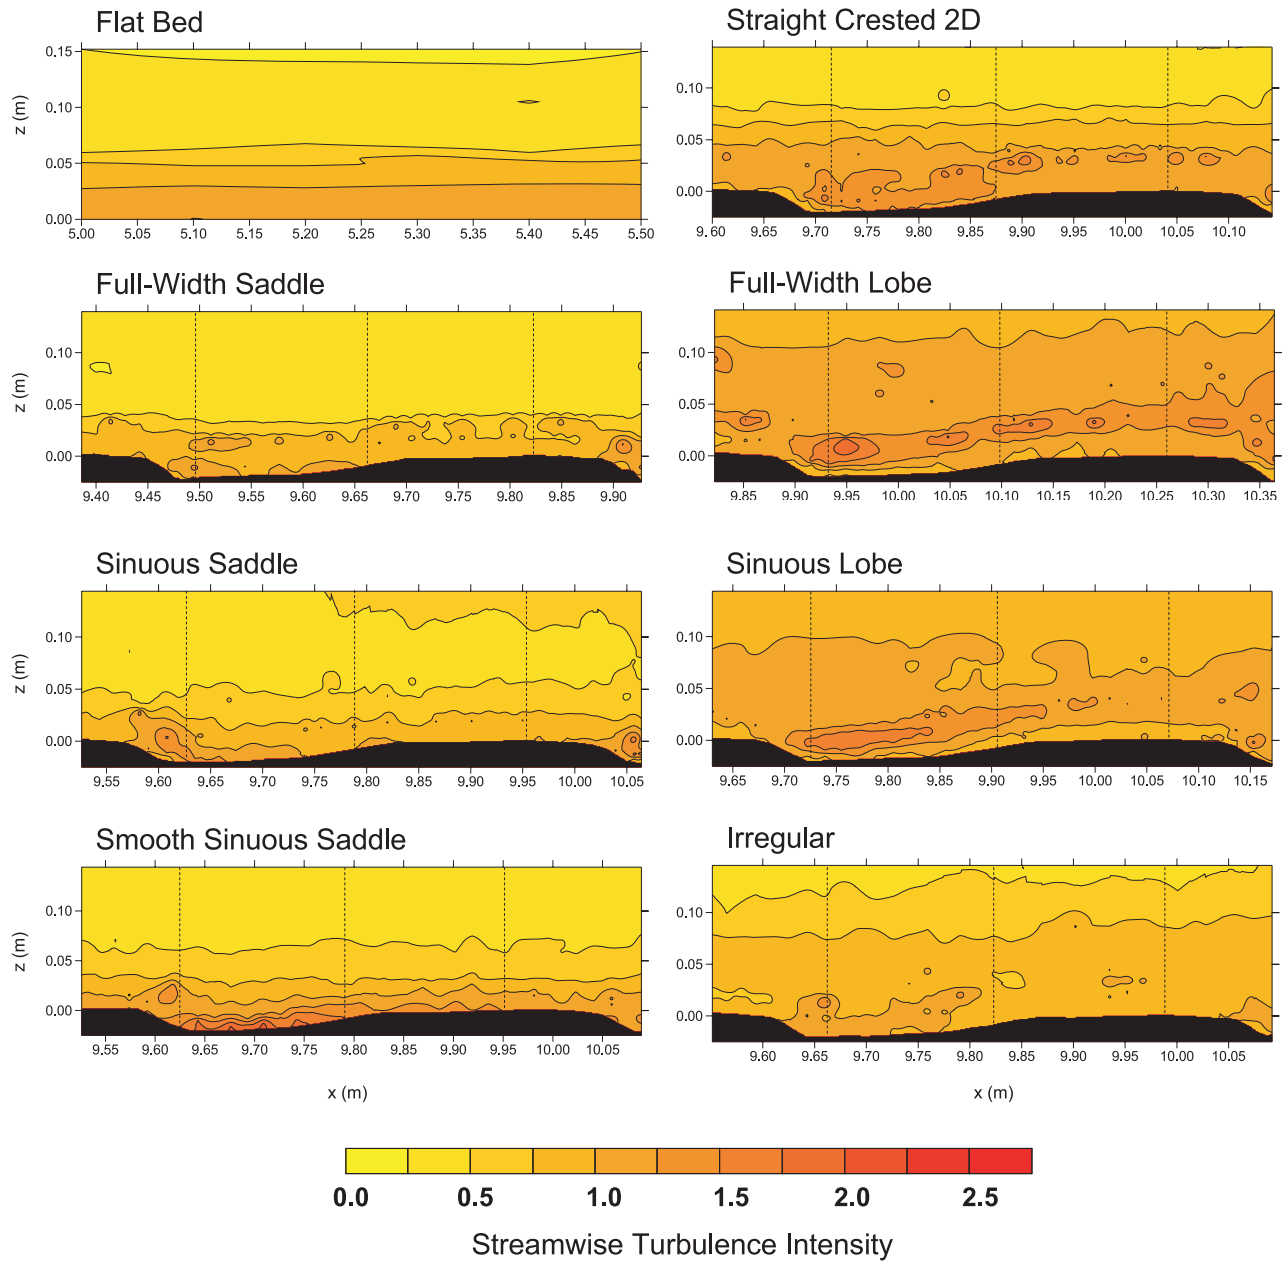 Flat Bed
Straight Crested 2D
z (m)
0.15
0.10
0.05
0.00
5.00 5.05 5.10 5.15 5.20 5.25 5.30 5.35 5.40 5.45 5.50
0.10
0.05
0.00
9.60 9.65 9.70 9.75 9.80 9.85 9.90 9.95 10.00 10.05 10.10
Full-Width Saddle
Full-Width Lobe
z (m)
0.10
0.05
0.00
9.40 9.45 9.50 9.55 9.60 9.65 9.70 9.75 9.80 9.85 9.90
0.10
0.05
0.00
9.85 9.90 9.95 10.00 10.05 10.10 10.15 10.20 10.25 10.30 10.35
Sinuous Saddle
Sinuous Lobe
z (m)
0.10
0.05
0.00
9.55 9.60 9.65 9.70 9.75 9.80 9.85 9.90 9.95 10.00 10.05
0.10
0.05
0.00
9.65 9.70 9.75 9.80 9.85 9.90 9.95 10.00 10.05 10.10 10.15
Smooth Sinuous Saddle
Irregular
z (m)
0.10
0.05
0.00
9.55 9.60 9.65 9.70 9.75 9.80 9.85 9.90 9.95 10.00 10.05
0.10
0.05
0.00
9.60 9.65 9.70 9.75 9.80 9.85 9.90 9.95 10.00 10.05
x (m)
x (m)
0.0 0.5 1.0 1.5 2.0 2.5
Streamwise Turbulence Intensity